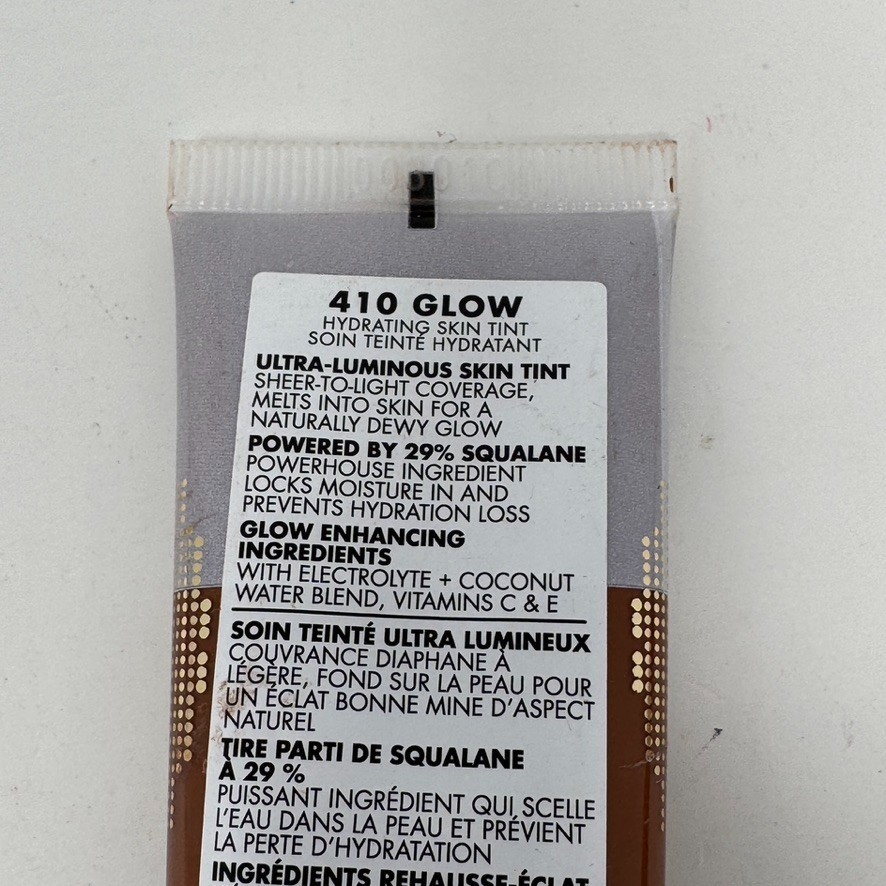 410 GLOW
HYDRATING SKIN TINT
SOIN TEINTÉ HYDRATANT
ULTRA-LUMINOUS SKIN TINT
SHEER-TO-LIGHT COVERAGE,
MELTS INTO SKIN FOR A
NATURALLY DEWY GLOW
POWERED BY 29% SQUALANE
POWERHOUSE INGREDIENT
LOCKS MOISTURE IN AND
PREVENTS HYDRATION LOSS
GLOW ENHANCING
INGREDIENTS
WITH ELECTROLYTE + COCONUT
WATER BLEND, VITAMINS C & E
SOIN TEINTÉ ULTRA LUMINEUX
COUVRANCE DIAPHANE À
LÉGÈRE, FOND SUR LA PEAU POUR
UN ÉCLAT BONNE MINE D'ASPECT
NATUREL
TIRE PARTI DE SQUALANE
À 29 %
PUISSANT INGRÉDIENT QUI SCELLE
L'EAU DANS LA PEAU ET PRÉVIENT
LA PERTE D'HYDRATATION
INGRÉDIENTS REHAUSSE-ÉCLAT